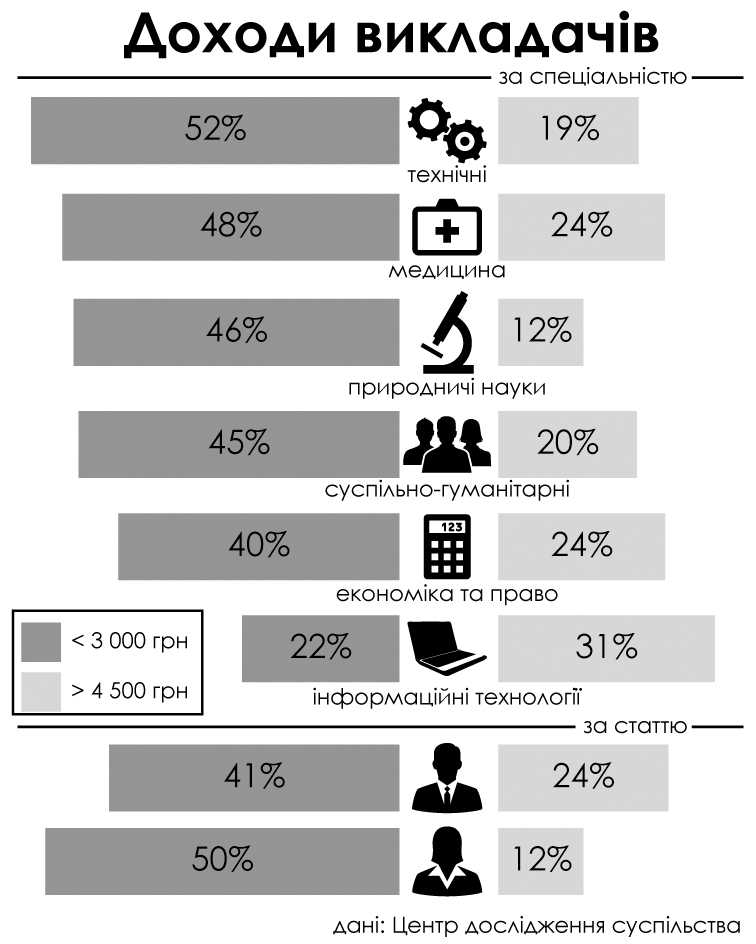 Доходи викладачів
за спеціальністю
52% 19%
технічні
48% 24%
медицина
46% 12%
природничі науки
45% 20%
суспільно-гуманітарні
123
40% 24%
економіка та право
22% 31%
інформаційні технології
< 3 000 грн
> 4 500 грн
за статтю
41% 24%
50% 12%
дані: Центр дослідження суспільства